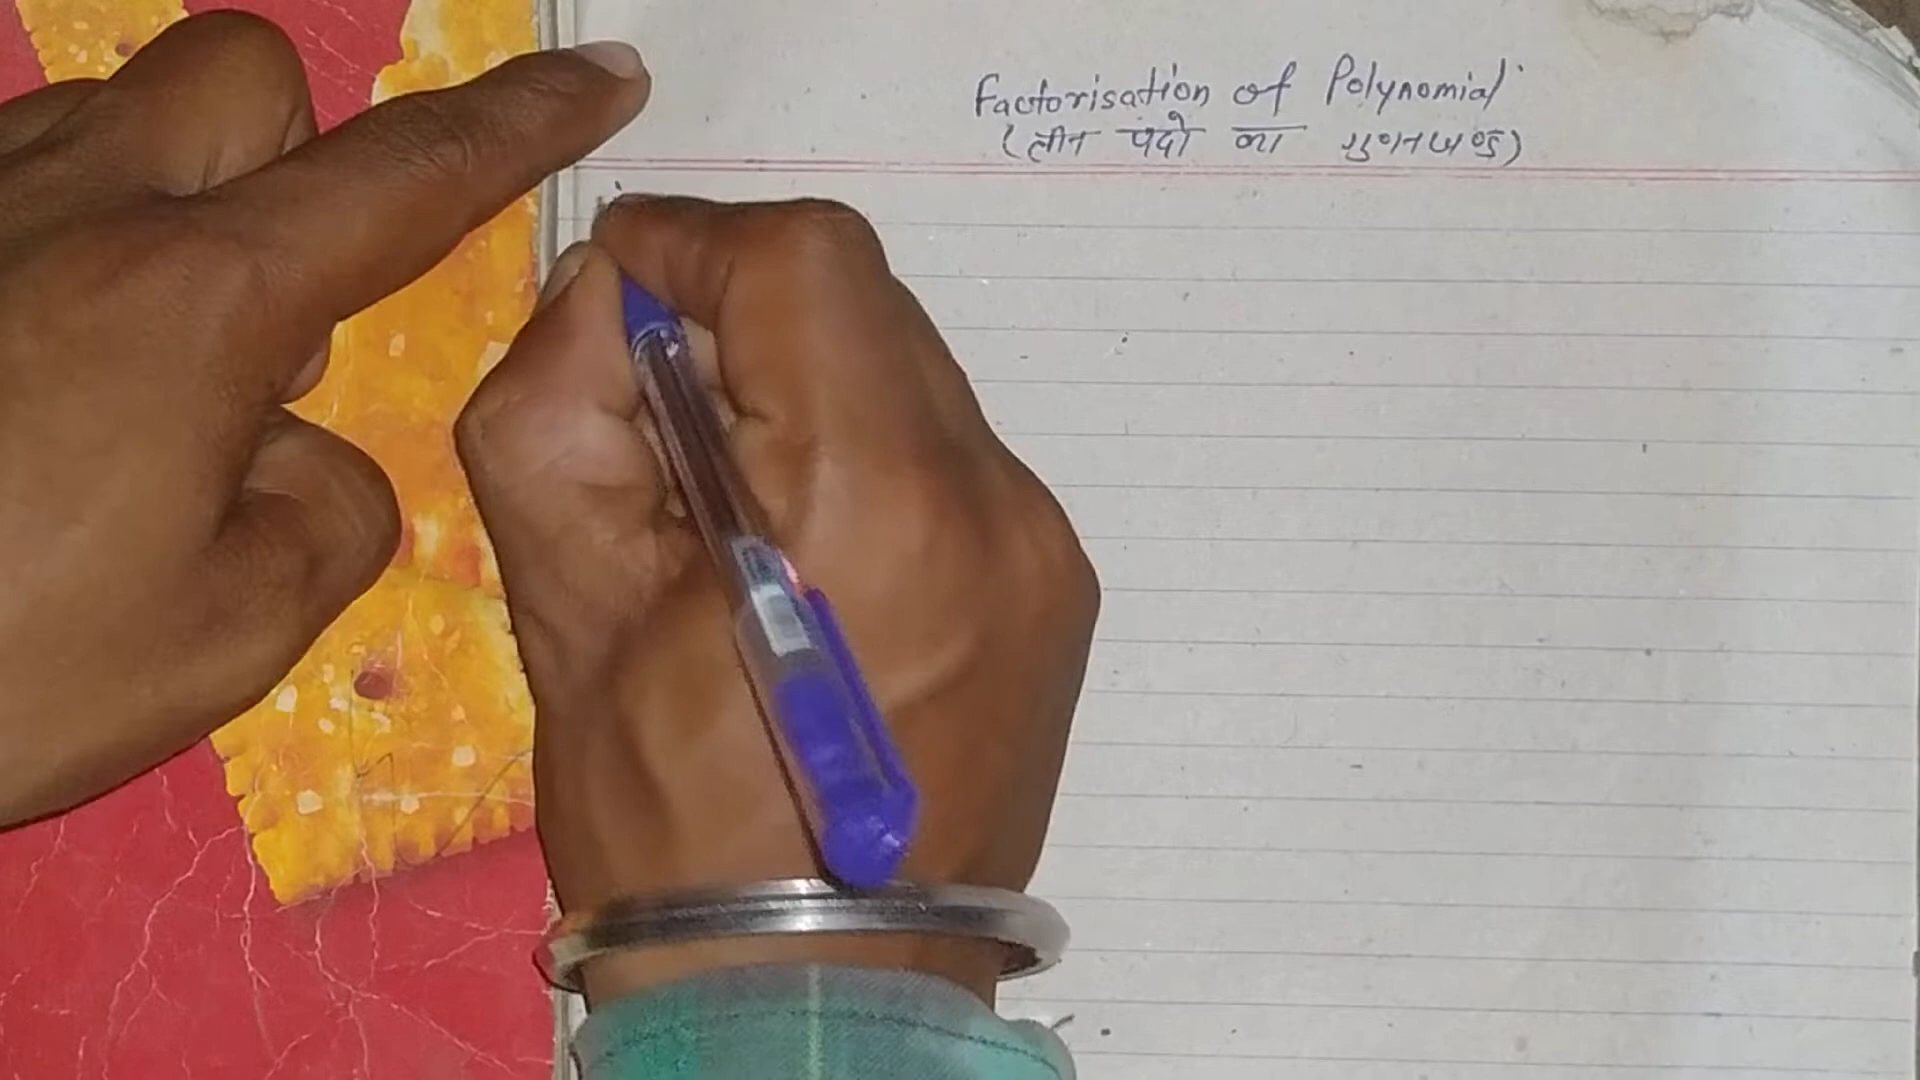 Factorisation of Polynomial
(तीन पदो का गुणनखण्ड)